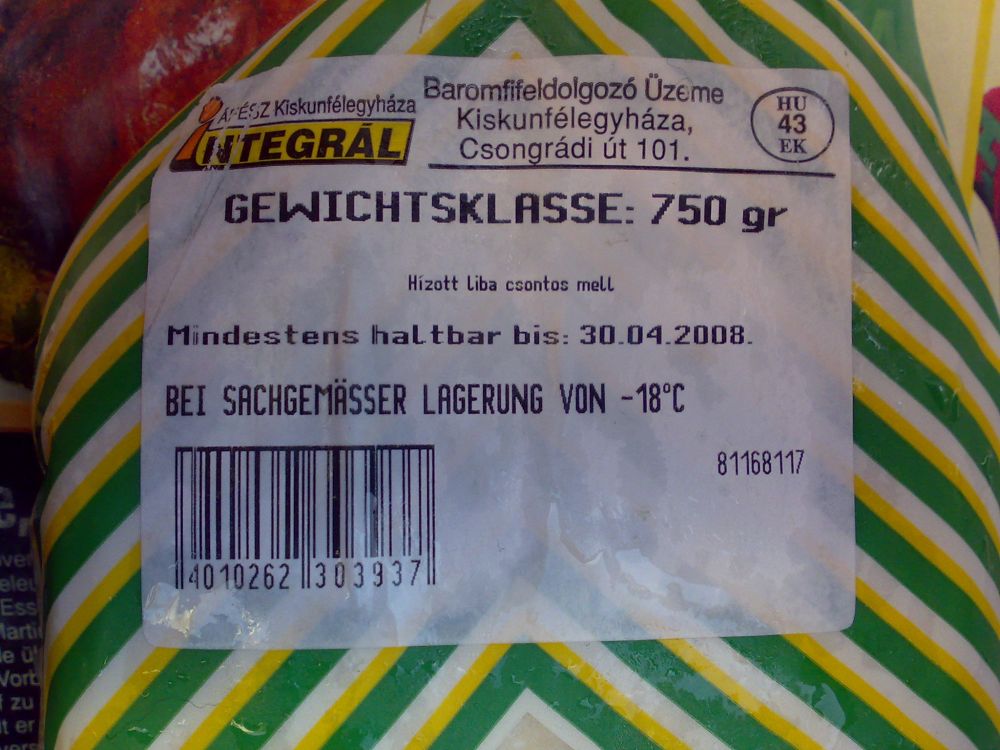 ÁFÉSZ Kiskunfélegyháza
INTEGRÁL
Baromfifeldolgozó Üzeme
Kiskunfélegyháza,
Csongrádi út 101.
HU
43
EK
GEWICHTSKLASSE: 750 gr
Hízott liba csontos mell
Mindestens haltbar bis: 30.04.2008.
BEI SACHGEMÄSSER LAGERUNG VON -18°C
81168117
4010262 303937